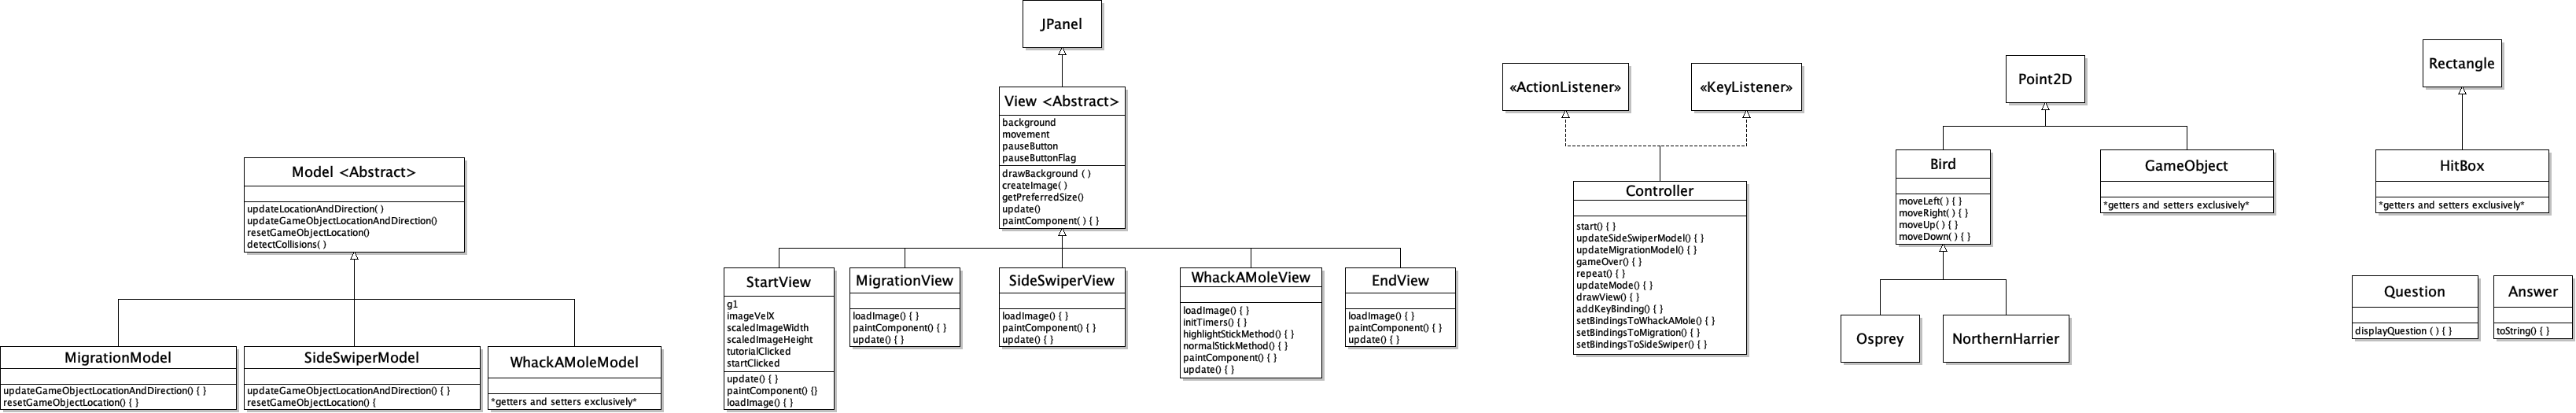 JPanel
View <Abstract>
background
movement
pauseButton
pauseButtonFlag
drawBackground ( )
createImage( )
getPreferredSize()
update()
paintComponent( ) { }
Model <Abstract>
updateLocationAndDirection( )
updateGameObjectLocationAndDirection()
resetGameObjectLocation()
detectCollisions( )
MigrationModel
updateGameObjectLocationAndDirection() { }
resetGameObjectLocation() { }
SideSwiperModel
updateGameObjectLocationAndDirection() { }
resetGameObjectLocation() {
WhackAMoleModel
*getters and setters exclusively*
StartView
g1
imageVelX
scaledImageWidth
scaledImageHeight
tutorialClicked
startClicked
update() { }
paintComponent() {}
loadImage() { }
MigrationView
loadImage() { }
paintComponent() { }
update() { }
SideSwiperView
loadImage() { }
paintComponent() { }
update() { }
WhackAMoleView
loadImage() { }
initTimers() { }
highlightStickMethod() { }
normalStickMethod() { }
paintComponent() { }
update() { }
EndView
loadImage() { }
paintComponent() { }
update() { }
«ActionListener»
«KeyListener»
Controller
start() { }
updateSideSwiperModel() { }
updateMigrationModel() { }
gameOver() { }
repeat() { }
updateMode() { }
drawView() { }
addKeyBinding() { }
setBindingsToWhackAMole() { }
setBindingsToMigration() { }
setBindingsToSideSwiper() { }
Point2D
Bird
moveLeft( ) { }
moveRight( ) { }
moveUp( ) { }
moveDown( ) { }
GameObject
*getters and setters exclusively*
Osprey
NorthernHarrier
Rectangle
HitBox
*getters and setters exclusively*
Question
displayQuestion ( ) { }
Answer
toString() { }